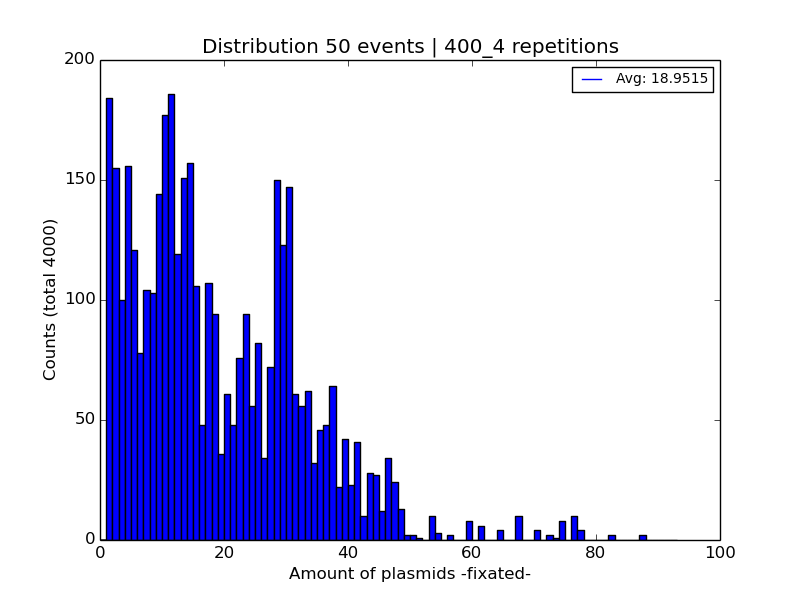 Distribution 50 events | 400_4 repetitions
Avg: 18.9515
200
150
100
50
0
Counts (total 4000)
0 20 40 60 80 100
Amount of plasmids -fixated-